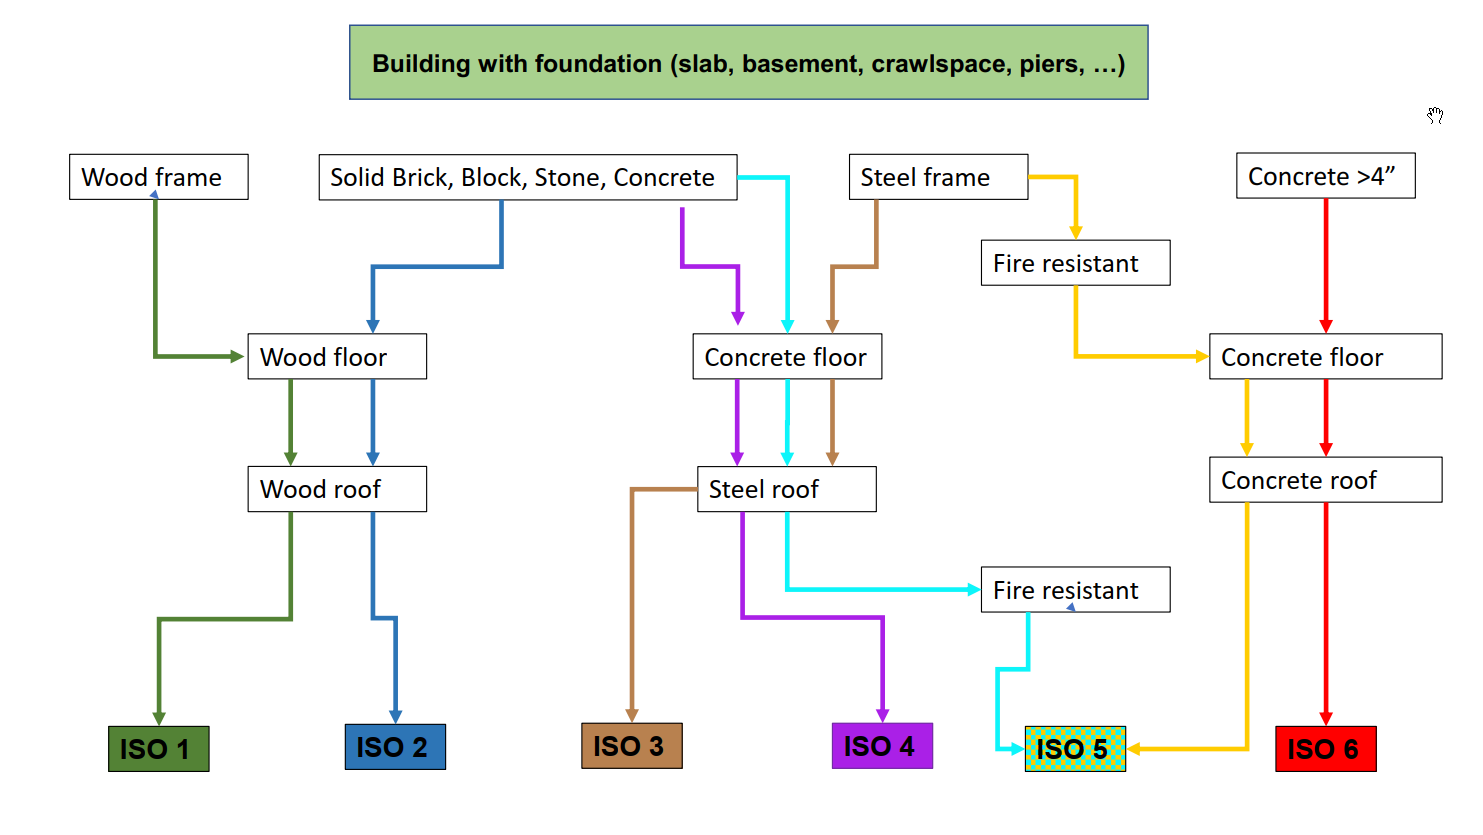 Building with foundation (slab, basement, crawlspace, piers, …)
Wood frame
Solid Brick, Block, Stone, Concrete
Steel frame
Concrete >4”
Fire resistant
Wood floor
Concrete floor
Concrete floor
Wood roof
Steel roof
Concrete roof
Fire resistant
ISO 1
ISO 2
ISO 3
ISO 4
ISO 5
ISO 6